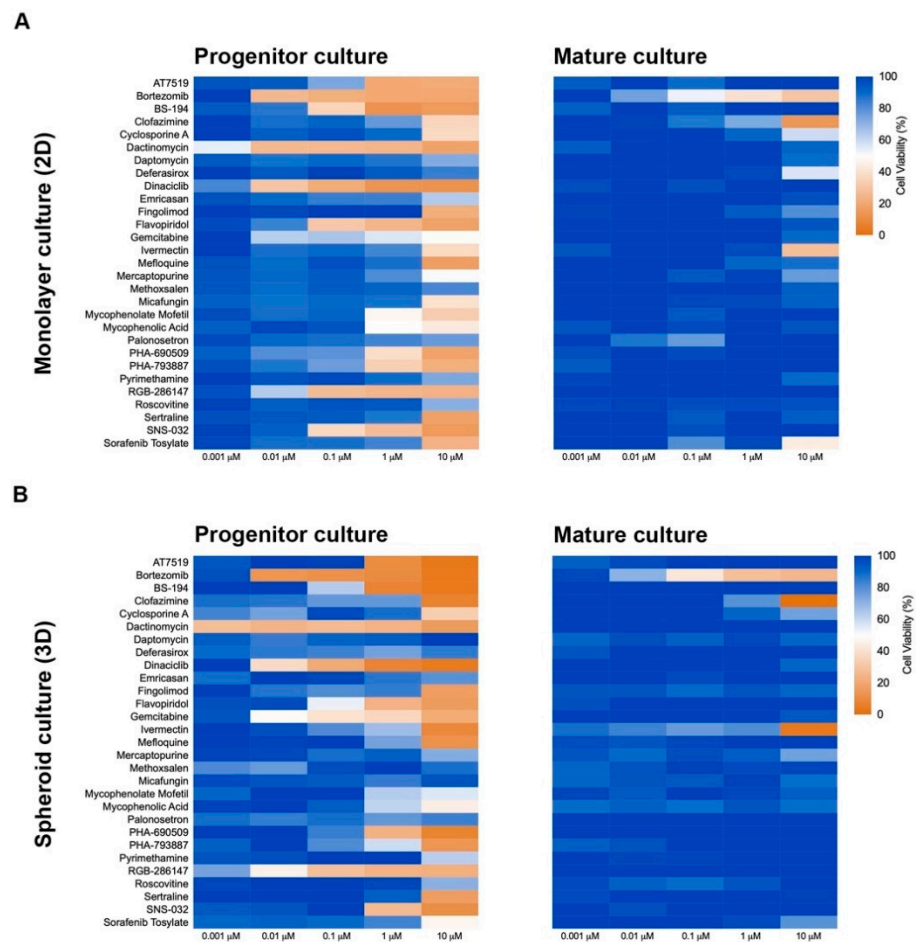 A
Progenitor culture
Mature culture
Monolayer culture (2D)
AT7519
Bortezomib
BS-194
Clofazimine
Cyclosporine A
Dactinomycin
Daptomycin
Deferasirox
Dinaciclib
Emricasan
Fingolimod
Flavopiridol
Gemcitabine
Ivermectin
Mefloquine
Mercaptopurine
Methoxsalen
Micafungin
Mycophenolate Mofetil
Mycophenolic Acid
Palonosetron
PHA-690509
PHA-793887
Pyrimethamine
RGB-286147
Roscovitine
Sertraline
SNS-032
Sorafenib Tosylate
0.001 μM 0.01 μM 0.1 μM 1 μM 10 μM
0.001 μM 0.01 μM 0.1 μM 1 μM 10 μM
100
80
60
40
20
0
Cell Viability (%)
B
Progenitor culture
Mature culture
Spheroid culture (3D)
AT7519
Bortezomib
BS-194
Clofazimine
Cyclosporine A
Dactinomycin
Daptomycin
Deferasirox
Dinaciclib
Emricasan
Fingolimod
Flavopiridol
Gemcitabine
Ivermectin
Mefloquine
Mercaptopurine
Methoxsalen
Micafungin
Mycophenolate Mofetil
Mycophenolic Acid
Palonosetron
PHA-690509
PHA-793887
Pyrimethamine
RGB-286147
Roscovitine
Sertraline
SNS-032
Sorafenib Tosylate
0.001 μM 0.01 μM 0.1 μM 1 μM 10 μM
0.001 μM 0.01 μM 0.1 μM 1 μM 10 μM
100
80
60
40
20
0
Cell Viability (%)